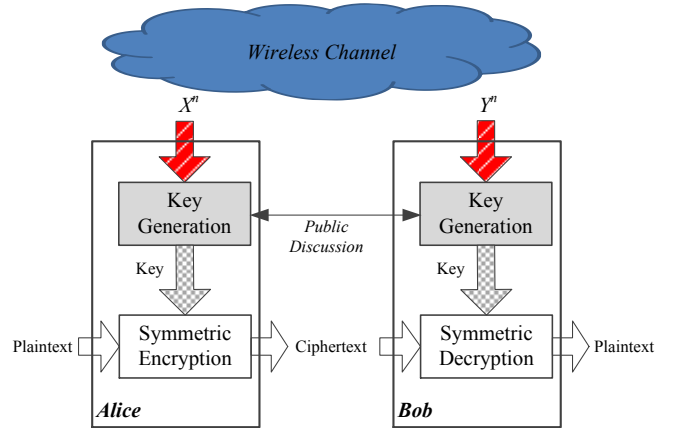 Wireless Channel
X^n
Y^n
Key
Generation
Public
Discussion
Key
Generation
Key
Key
Plaintext
Symmetric
Encryption
Ciphertext
Symmetric
Decryption
Plaintext
Alice
Bob